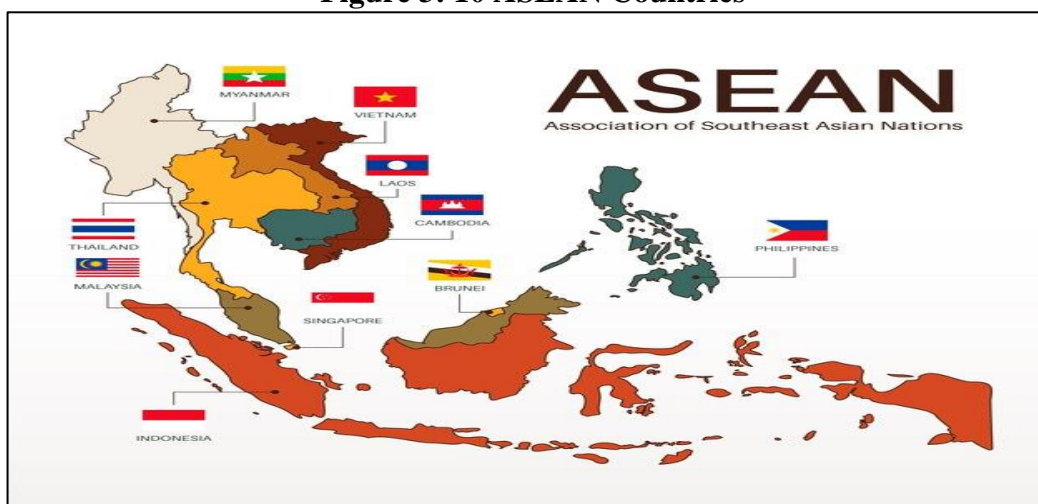 Figure 3: 10 ASEAN Countries
ASEAN
Association of Southeast Asian Nations
MYANMAR
VIETNAM
LAOS
CAMBODIA
THAILAND
MALAYSIA
SINGAPORE
BRUNEI
PHILIPPINES
INDONESIA